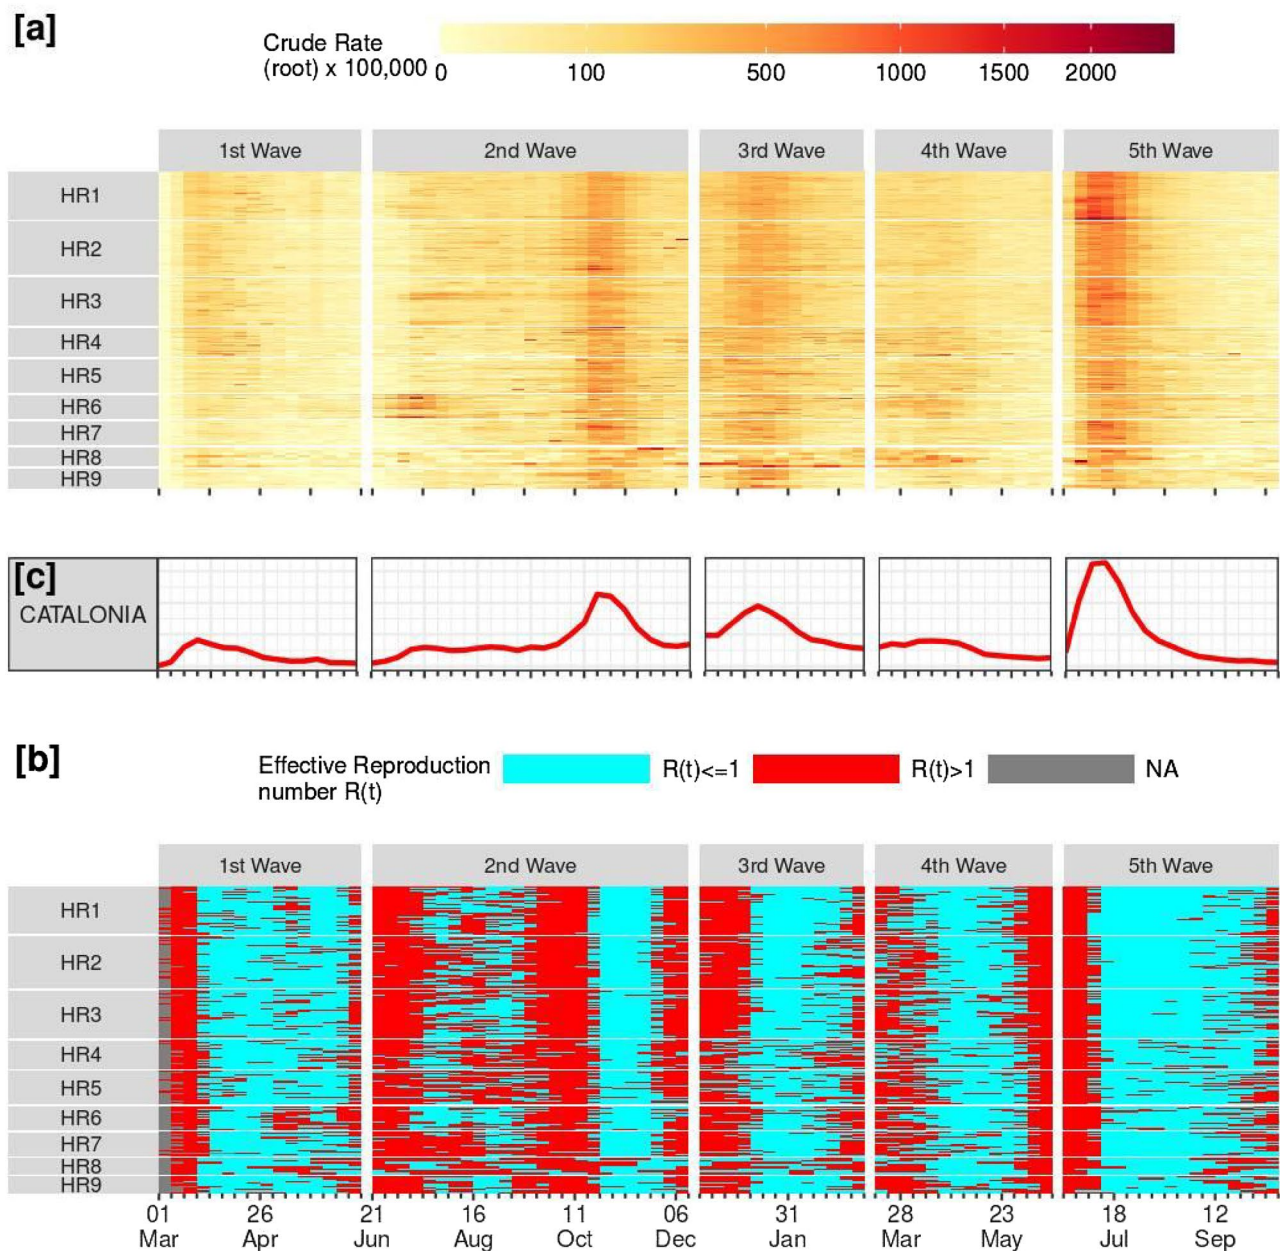 [a]
Crude Rate
(root) x 100,000
0 100 500 1000 1500 2000
1st Wave 2nd Wave 3rd Wave 4th Wave 5th Wave
HR1
HR2
HR3
HR4
HR5
HR6
HR7
HR8
HR9
[c]
CATALONIA
[b]
Effective Reproduction
number R(t)
R(t)<=1 R(t)>1 NA
1st Wave 2nd Wave 3rd Wave 4th Wave 5th Wave
HR1
HR2
HR3
HR4
HR5
HR6
HR7
HR8
HR9
01 26 21 16 11 06 31 28 23 18 12
Mar Apr Jun Aug Oct Dec Jan Mar May Jul Sep